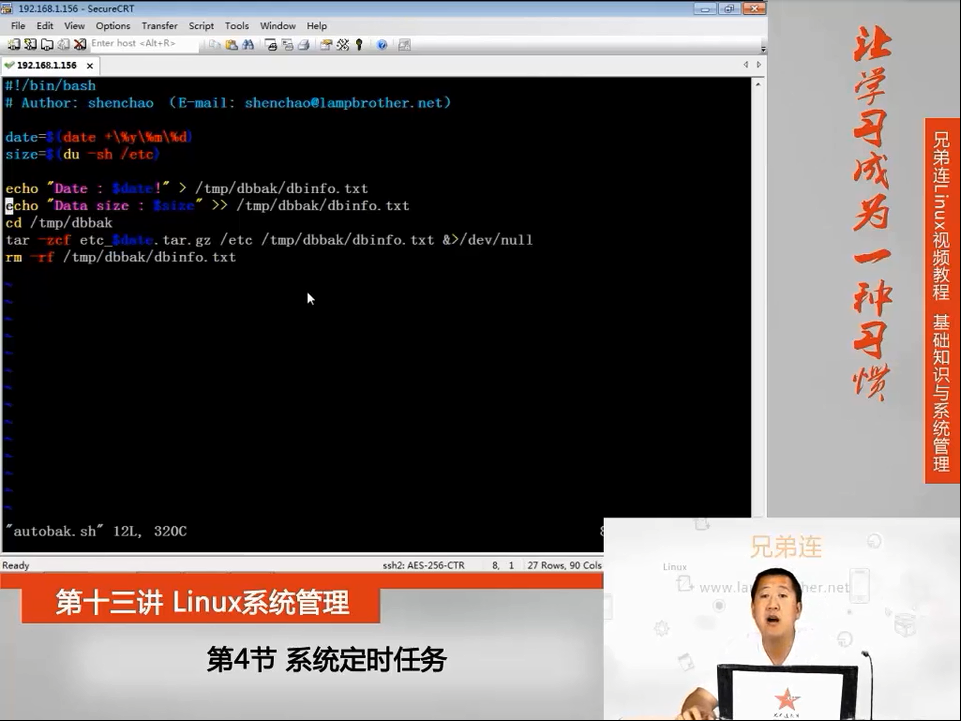 192.168.1.156 - SecureCRT
File Edit View Options Transfer Script Tools Window Help
Enter host <Alt+R>
192.168.1.156
#!/bin/bash
# Author: shenchao （E-mail: shenchao@lampbrother.net）
date=$(date +\%y\%m\%d)
size=$(du -sh /etc)
echo "Date : $date!" > /tmp/dbbak/dbinfo.txt
echo "Data size : $size" >> /tmp/dbbak/dbinfo.txt
cd /tmp/dbbak
tar -zcf etc_$date.tar.gz /etc /tmp/dbbak/dbinfo.txt &>/dev/null
rm -rf /tmp/dbbak/dbinfo.txt
~
~
~
~
~
~
~
~
~
~
~
~
~
~
"autobak.sh" 12L, 320C
Ready
ssh2: AES-256-CTR
8, 1
27 Rows, 90 Cols
让学习成为一种习惯
兄弟连Linux视频教程 基础知识与系统管理
第十三讲 Linux系统管理
第4节 系统定时任务
兄弟连
Linux